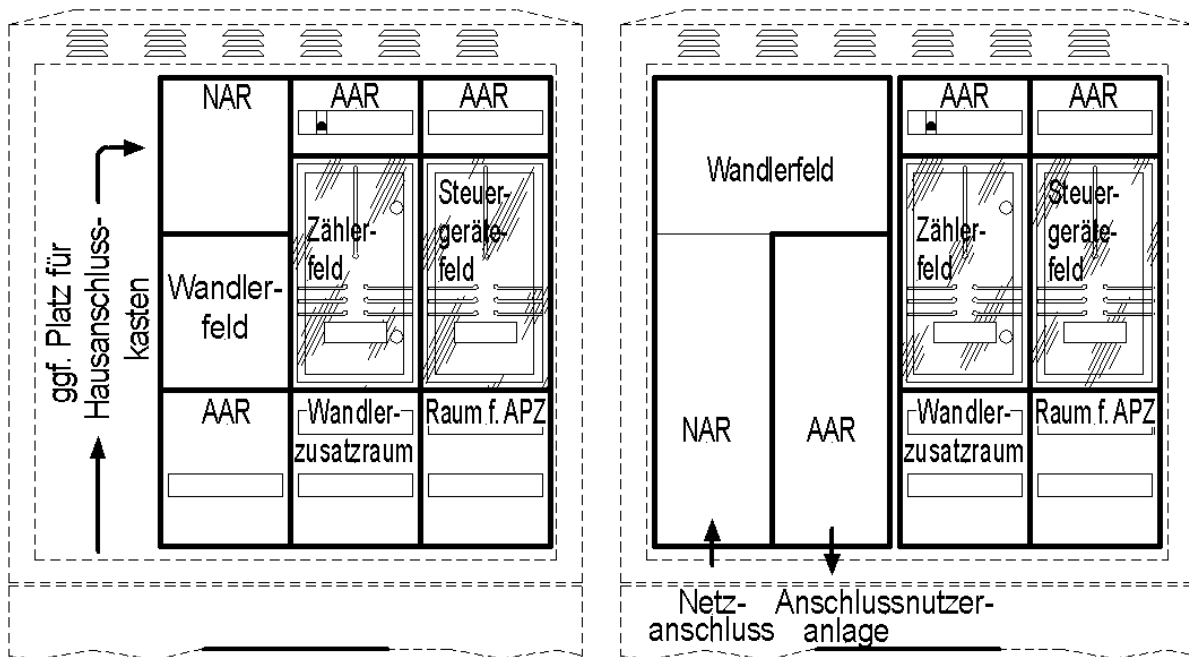 ggf. Platz für
Hausanschluss-
kasten
NAR
AAR
AAR
Wandler-
feld
Zähler-
feld
Steuer-
geräte-
feld
AAR
Wandler-
zusatzraum
Raum f. APZ
Wandlerfeld
AAR
AAR
Zähler-
feld
Steuer-
geräte-
feld
NAR
AAR
Wandler-
zusatzraum
Raum f. APZ
Netz-
anschluss
Anschlussnutzer-
anlage